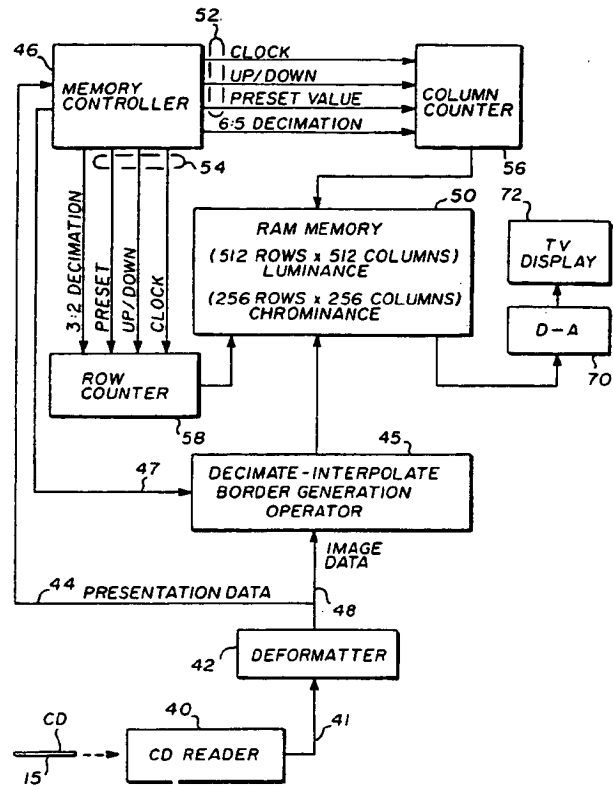 52
46
MEMORY
CONTROLLER
CLOCK
UP/DOWN
PRESET VALUE
6:5 DECIMATION
COLUMN
COUNTER
56
54
3:2 DECIMATION
PRESET
UP/DOWN
CLOCK
50
RAM MEMORY
(512 ROWS x 512 COLUMNS)
LUMINANCE
(256 ROWS x 256 COLUMNS)
CHROMINANCE
72
TV
DISPLAY
D-A
70
ROW
COUNTER
58
45
47
DECIMATE-INTERPOLATE
BORDER GENERATION
OPERATOR
IMAGE
DATA
44 PRESENTATION DATA
48
42
DEFORMATTER
40
41
CD
15
CD READER